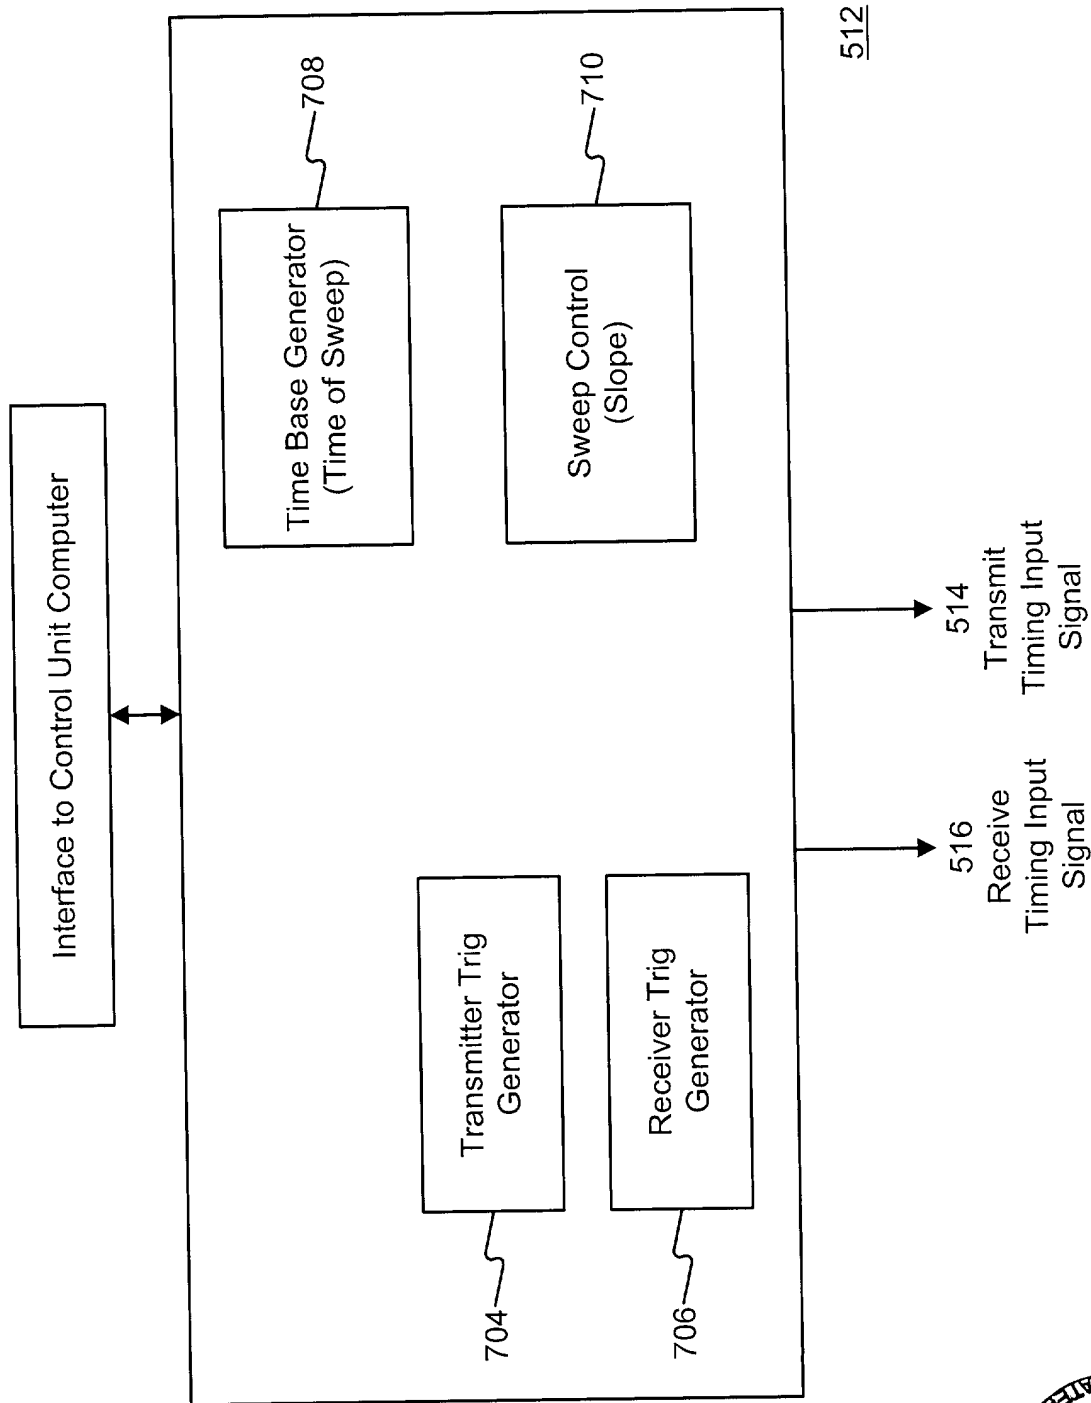 Interface to Control Unit Computer
704
Transmitter Trig
Generator
706
Receiver Trig
Generator
Time Base Generator
(Time of Sweep)
708
Sweep Control
(Slope)
710
516
Receive
Timing Input
Signal
514
Transmit
Timing Input
Signal
512